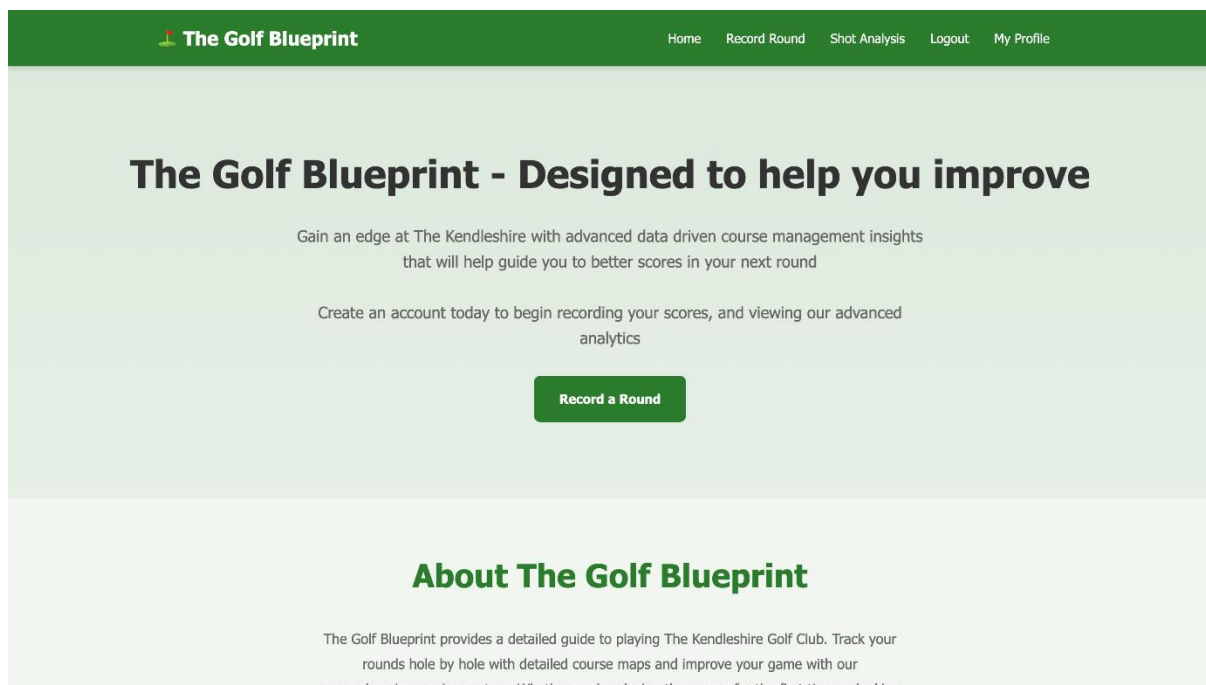 The Golf Blueprint
Home Record Round Shot Analysis Logout My Profile
The Golf Blueprint - Designed to help you improve
Gain an edge at The Kendleshire with advanced data driven course management insights
that will help guide you to better scores in your next round
Create an account today to begin recording your scores, and viewing our advanced
analytics
Record a Round
About The Golf Blueprint
The Golf Blueprint provides a detailed guide to playing The Kendleshire Golf Club. Track your
rounds hole by hole with detailed course maps and improve your game with our